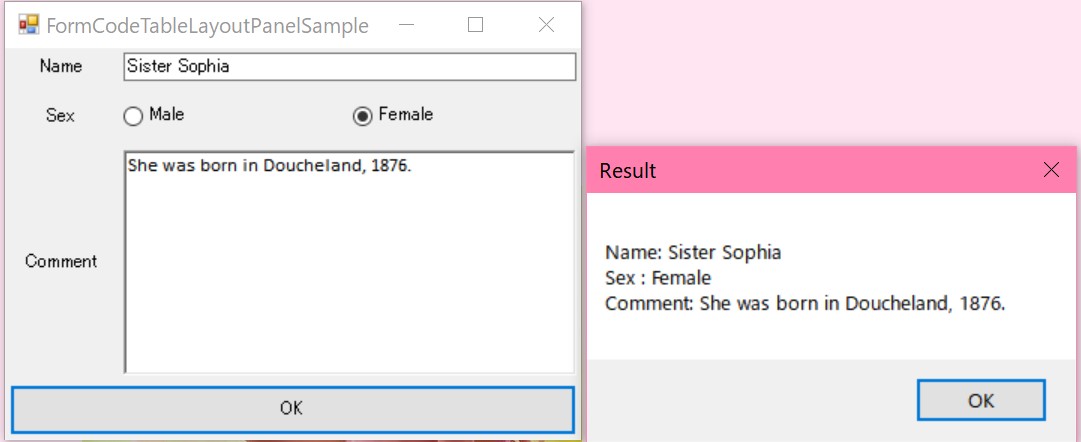 FormCodeTableLayoutPanelSample
Name
Sister Sophia
Sex
Male
Female
Comment
She was born in Doucheland, 1876.
OK
Result
Name: Sister Sophia
Sex : Female
Comment: She was born in Doucheland, 1876.
OK